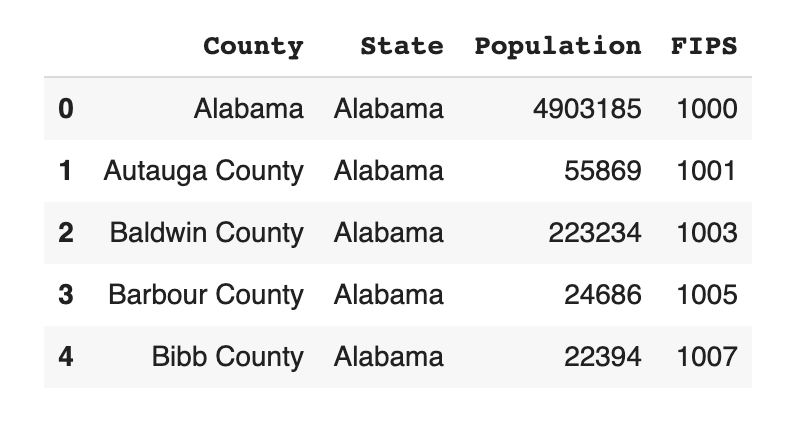 County State Population FIPS
0 Alabama Alabama 4903185 1000
1 Autauga County Alabama 55869 1001
2 Baldwin County Alabama 223234 1003
3 Barbour County Alabama 24686 1005
4 Bibb County Alabama 22394 1007